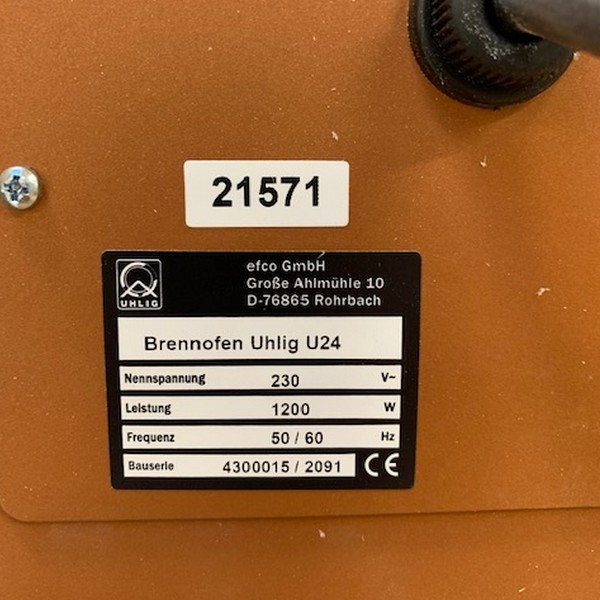 21571
UHLIG
efco GmbH
Große Ahlmühle 10
D-76865 Rohrbach
Brennofen Uhlig U24
Nennspannung 230 V~
Leistung 1200 W
Frequenz 50 / 60 Hz
Bauserie 4300015 / 2091 CE